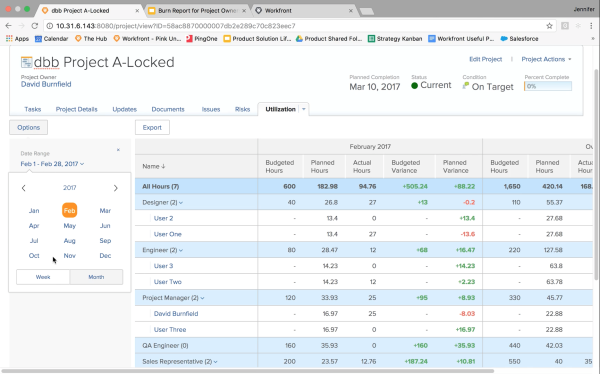 dbb Project A-Locked
Burn Report for Project Owner
Workfront
Jennifer
10.31.6.143:8080/project/view?ID=58ac8870000007db2e289c70c823eec7
Apps
Calendar
The Hub
Workfront - Pink Un...
PingOne
Product Solution Lif...
Product Shared Fol...
Strategy Kanban
Workfront Useful P...
Salesforce
dbb Project A-Locked
Edit Project
Project Actions
Project Owner
David Burnfield
Planned Completion
Mar 10, 2017
Status
Current
Condition
On Target
Percent Complete
0%
Tasks
Project Details
Updates
Documents
Issues
Risks
Utilization
Options
Export
Date Range
Feb 1 - Feb 28, 2017
2017
Jan Feb Mar
Apr May Jun
Jul Aug Sep
Oct Nov Dec
Week
Month
February 2017 Ov
Name Budgeted Hours Planned Hours Actual Hours Budgeted Variance Planned Variance Budgeted Hours Planned Hours Actual Hours
All Hours (7) 600 182.98 94.76 +505.24 +88.22 1,650 420.14 168.
Designer (2) 40 26.8 27 +13 -0.2 110 55.37
User 2 - 13.4 0 - +13.4 - 27.68
User One - 13.4 27 - -13.6 - 27.68
Engineer (2) 80 28.47 12 +68 +16.47 220 127.58
User 3 - 14.23 0 - +14.23 - 63.8
User Two - 14.23 12 - +2.23 - 63.78
Project Manager (2) 120 33.93 25 +95 +8.93 330 45.77
David Burnfield - 16.97 25 - -8.03 - 22.88
User Three - 16.97 0 - +16.97 - 22.88
QA Engineer (0) 160 35.93 0 +160 +35.93 440 42.03
Sales Representative (2) 200 23.57 12.76 +187.24 +10.81 550 40 35